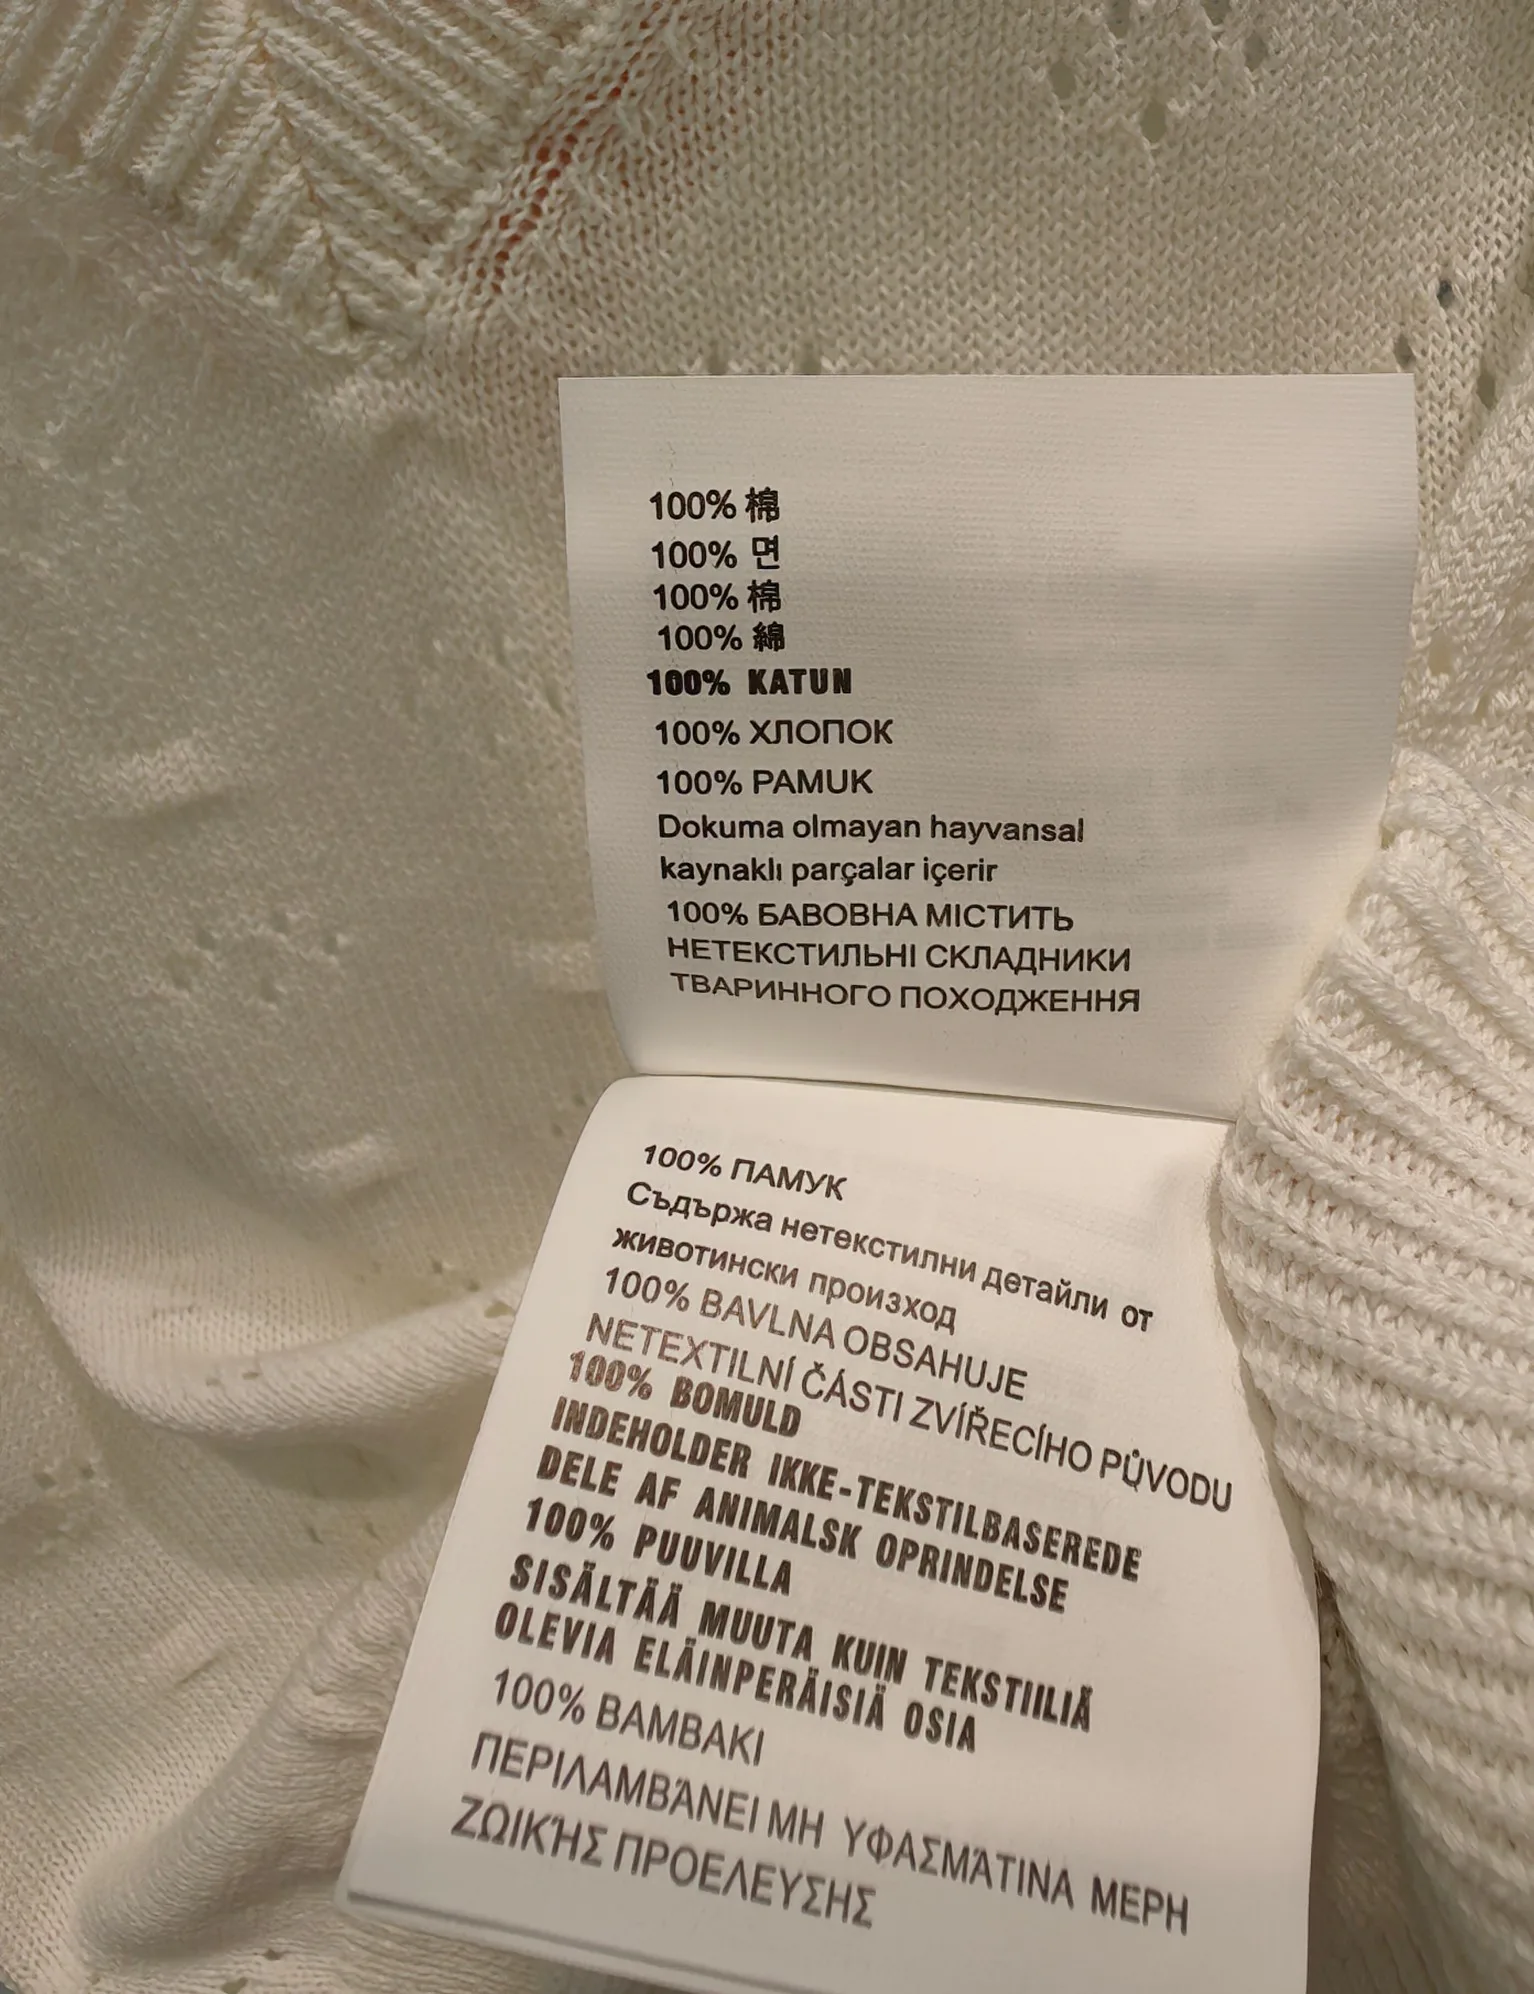 100% 棉
100% 면
100% 棉
100% 綿
100% KATUN
100% ХЛОПОК
100% PAMUK
Dokuma olmayan hayvansal
kaynaklı parçalar içerir
100% БАВОВНА МІСТИТЬ
НЕТЕКСТИЛЬНІ СКЛАДНИКИ
ТВАРИННОГО ПОХОДЖЕННЯ
100% ПАМУК
Съдържа нетекстилни детайли от
животински произход
100% BAVLNA OBSAHUJE
NETEXTILNÍ ČÁSTI ZVÍŘECÍHO PŮVODU
100% BOMULD
INDEHOLDER IKKE-TEKSTILBASEREDE
DELE AF ANIMALSK OPRINDELSE
100% PUUVILLA
SISÄLTÄÄ MUUTA KUIN TEKSTIILIÄ
OLEVIA ELÄINPERÄISIÄ OSIA
100% BAMBAKI
ΠΕΡΙΛΑΜΒΆΝΕΙ ΜΗ ΥΦΑΣΜΆΤΙΝΑ ΜΕΡΗ
ΖΩΙΚΉΣ ΠΡΟΕΛΕΥΣΗΣ